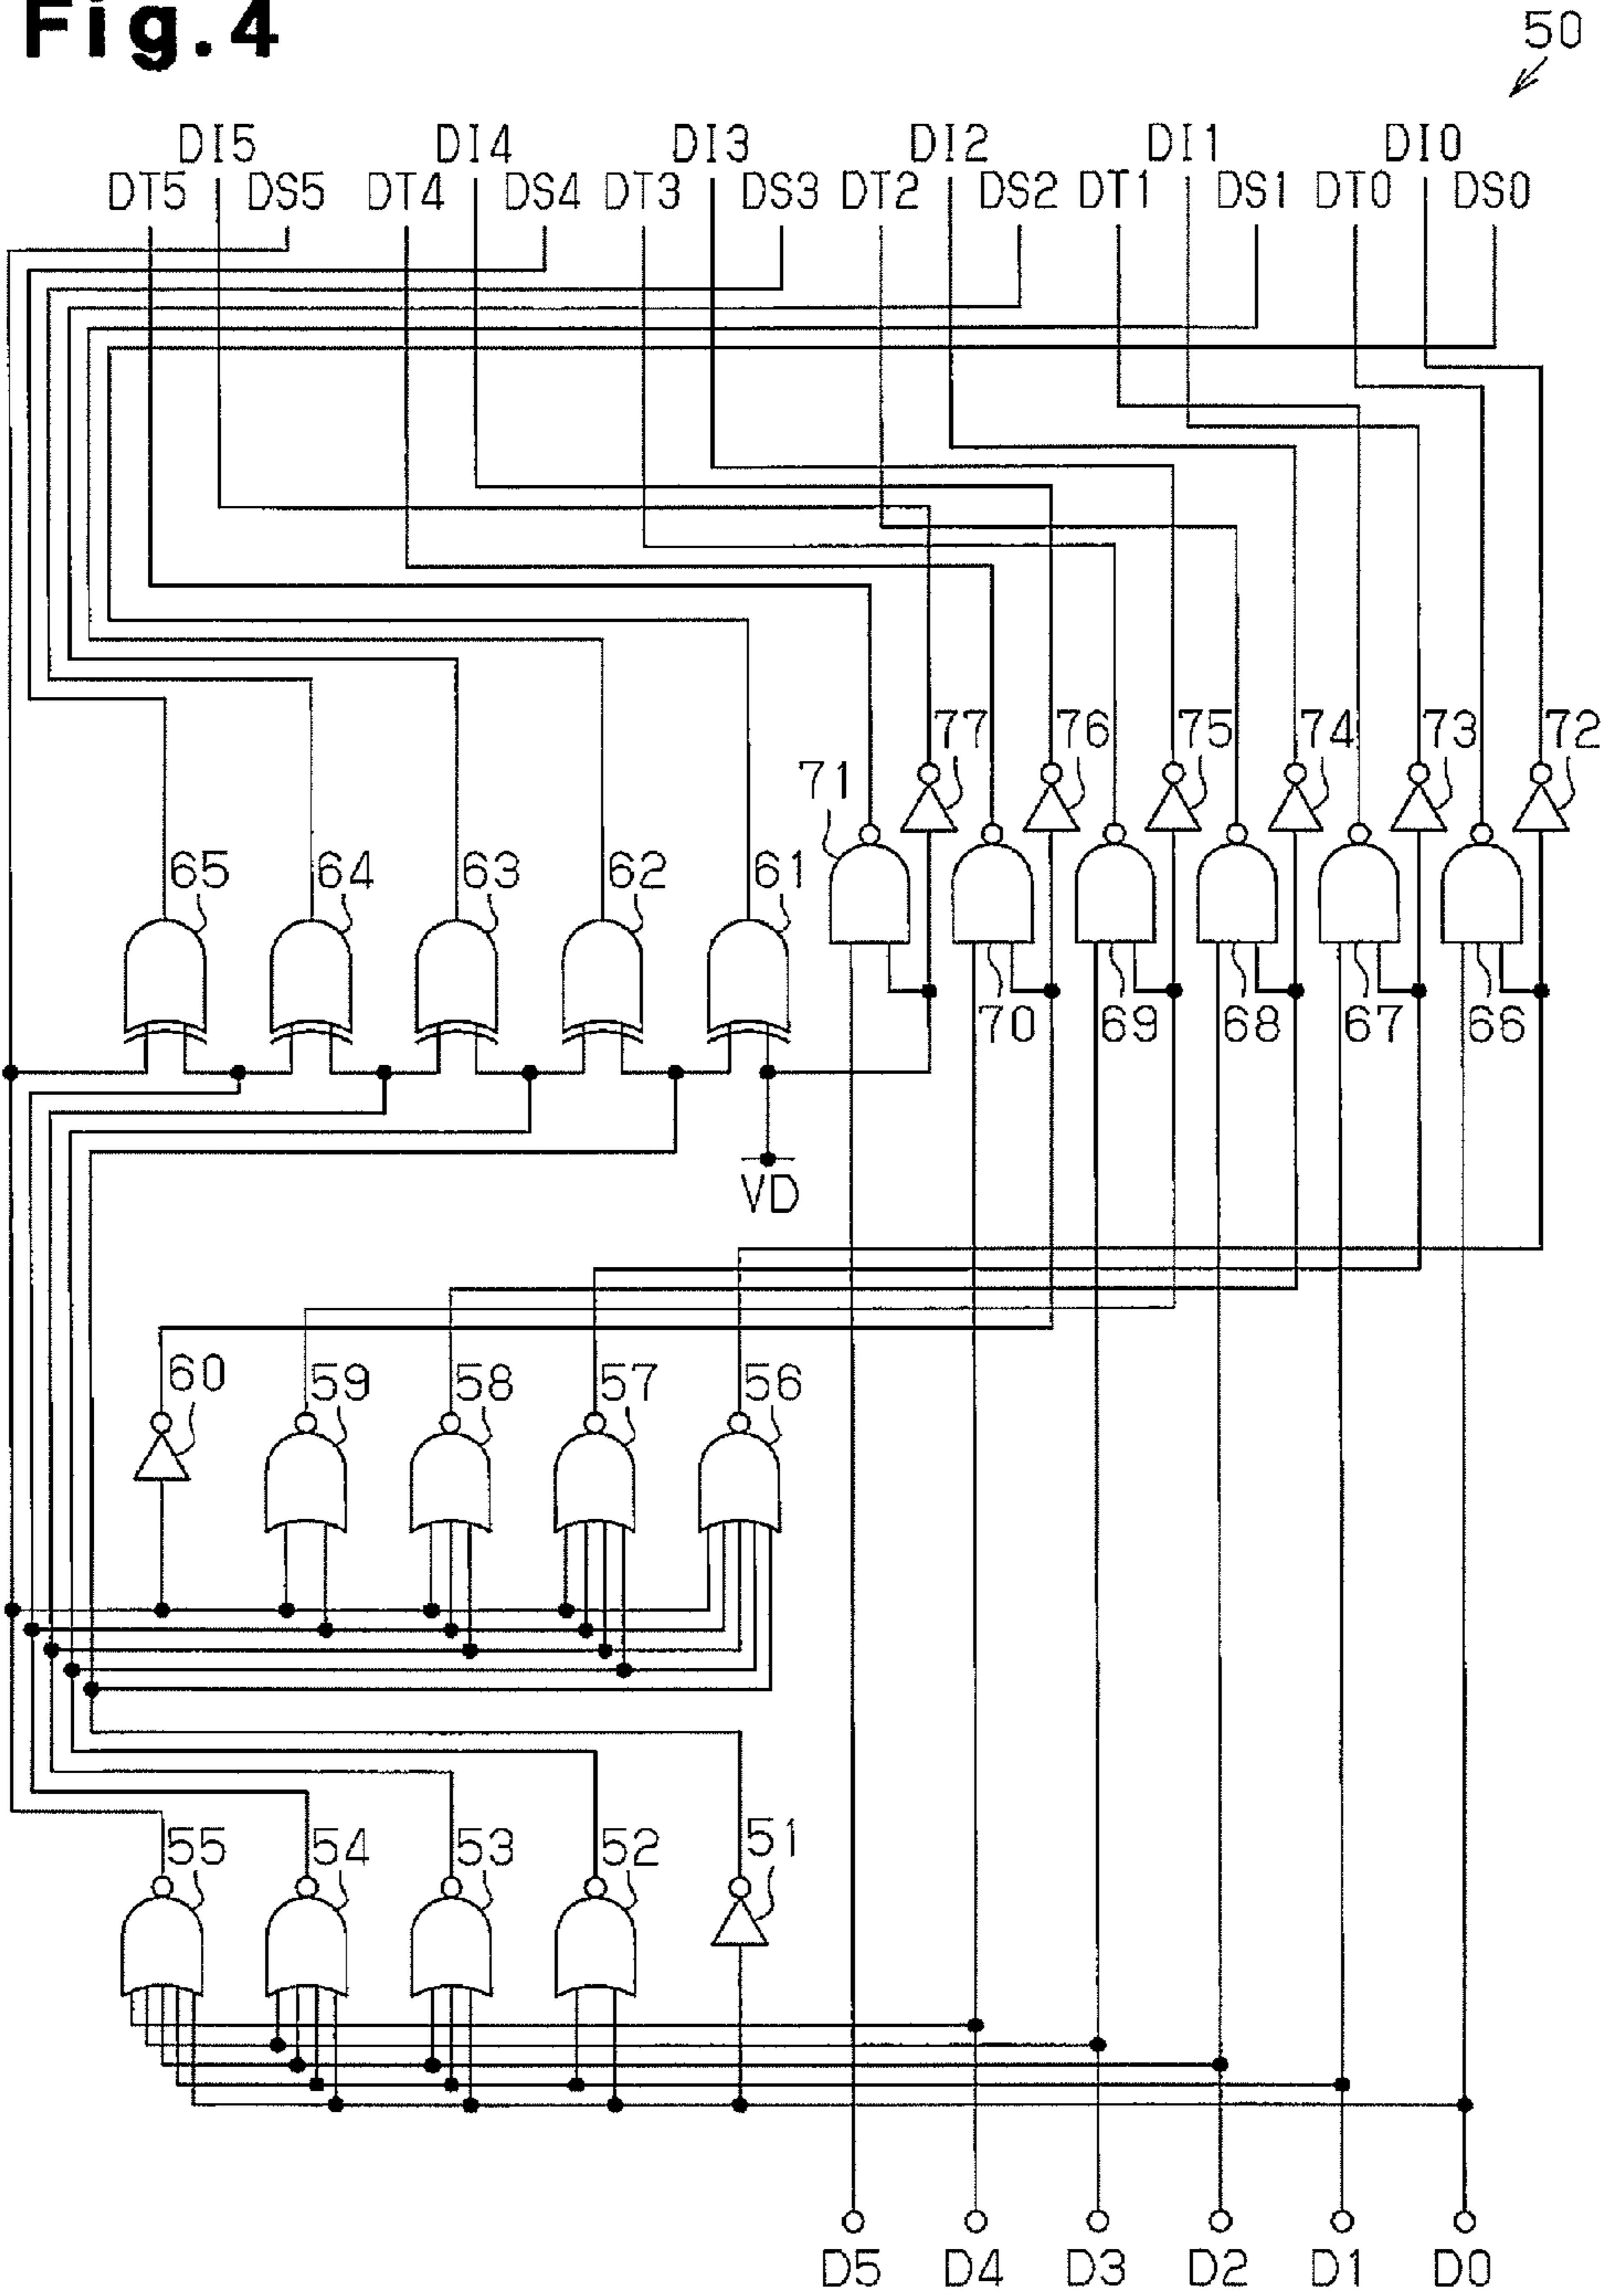 Fig.4
50
DI5 DI4 DI3 DI2 DI1 DI0
DT5 DS5 DT4 DS4 DT3 DS3 DT2 DS2 DT1 DS1 DT0 DS0
77 76 75 74 73 72
71
65 64 63 62 61
70 69 68 67 66
VD
60 59 58 57 56
55 54 53 52 51
D5 D4 D3 D2 D1 D0